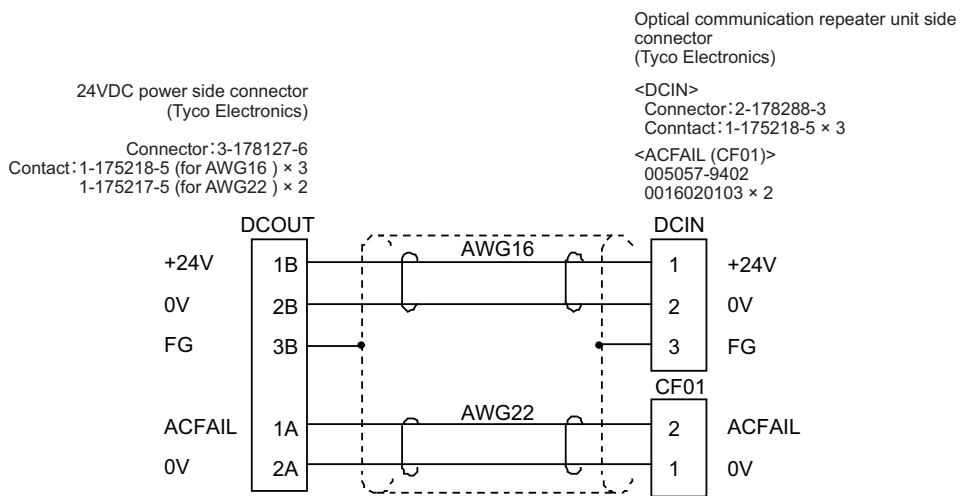 Optical communication repeater unit side
connector
(Tyco Electronics)
24VDC power side connector
(Tyco Electronics)
<DCIN>
Connector:2-178288-3
Conntact:1-175218-5 × 3
Connector:3-178127-6
Contact:1-175218-5 (for AWG16 ) × 3
1-175217-5 (for AWG22 ) × 2
<ACFAIL (CF01)>
005057-9402
0016020103 × 2
DCOUT
DCIN
AWG16
+24V 1B 1 +24V
0V 2B 2 0V
FG 3B 3 FG
CF01
AWG22
ACFAIL 1A 2 ACFAIL
0V 2A 1 0V